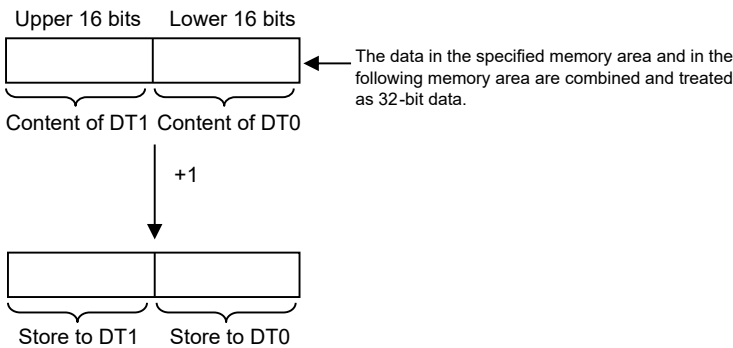 Upper 16 bits Lower 16 bits
The data in the specified memory area and in the
following memory area are combined and treated
as 32-bit data.
Content of DT1 Content of DT0
+1
Store to DT1 Store to DT0